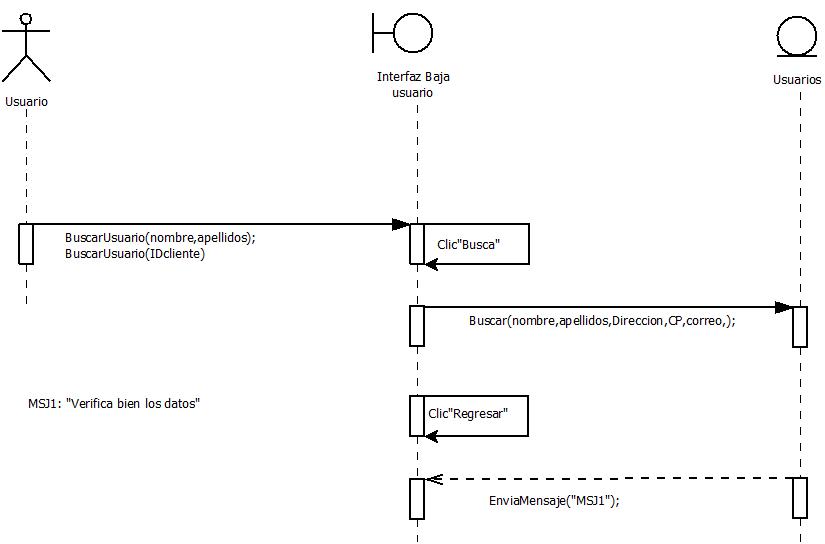 Usuario
Interfaz Baja
usuario
Usuarios
BuscarUsuario(nombre,apellidos);
BuscarUsuario(IDcliente)
Clic"Busca"
Buscar(nombre,apellidos,Direccion,CP,correo,);
MSJ1: "Verifica bien los datos"
Clic"Regresar"
EnviaMensaje("MSJ1");